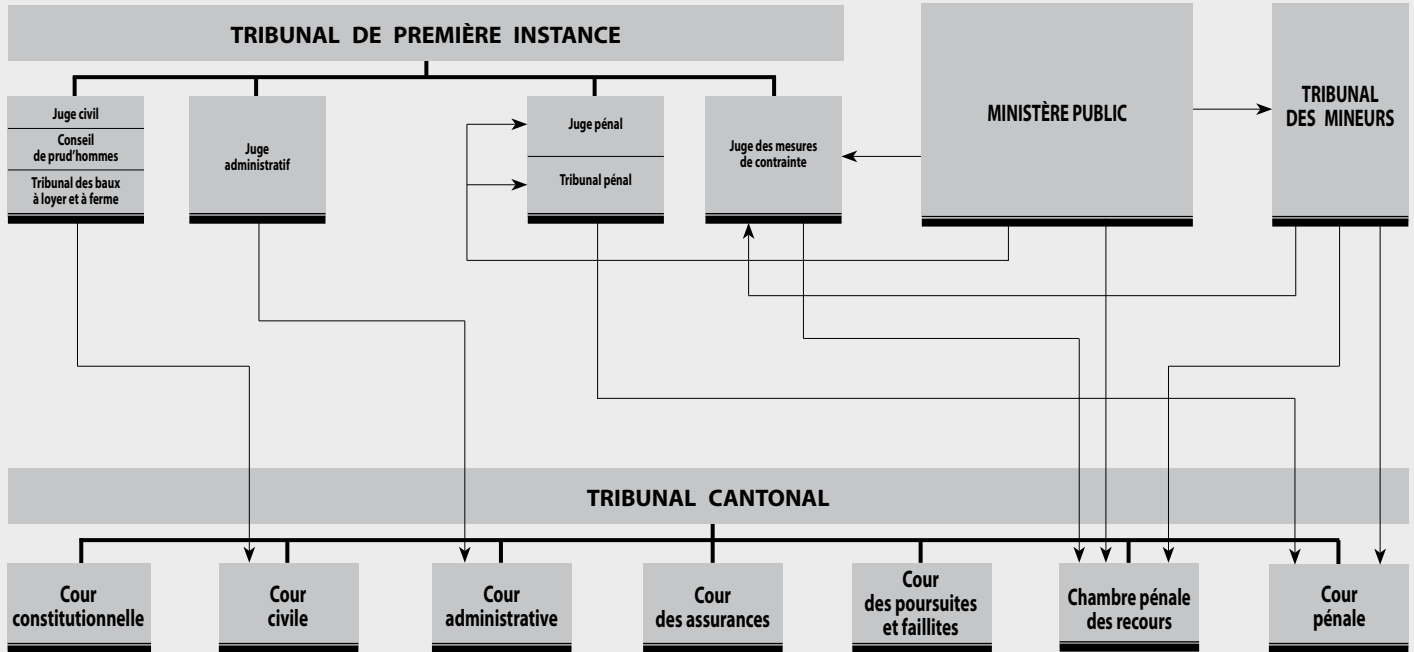 TRIBUNAL DE PREMIÈRE INSTANCE
MINISTÈRE PUBLIC
TRIBUNAL
DES MINEURS
Juge civil
Conseil
de prud'hommes
Tribunal des baux
à loyer et à ferme
Juge
administratif
Juge pénal
Tribunal pénal
Juge des mesures
de contrainte
TRIBUNAL CANTONAL
Cour
constitutionnelle
Cour
civile
Cour
administrative
Cour
des assurances
Cour
des poursuites
et faillites
Chambre pénale
des recours
Cour
pénale